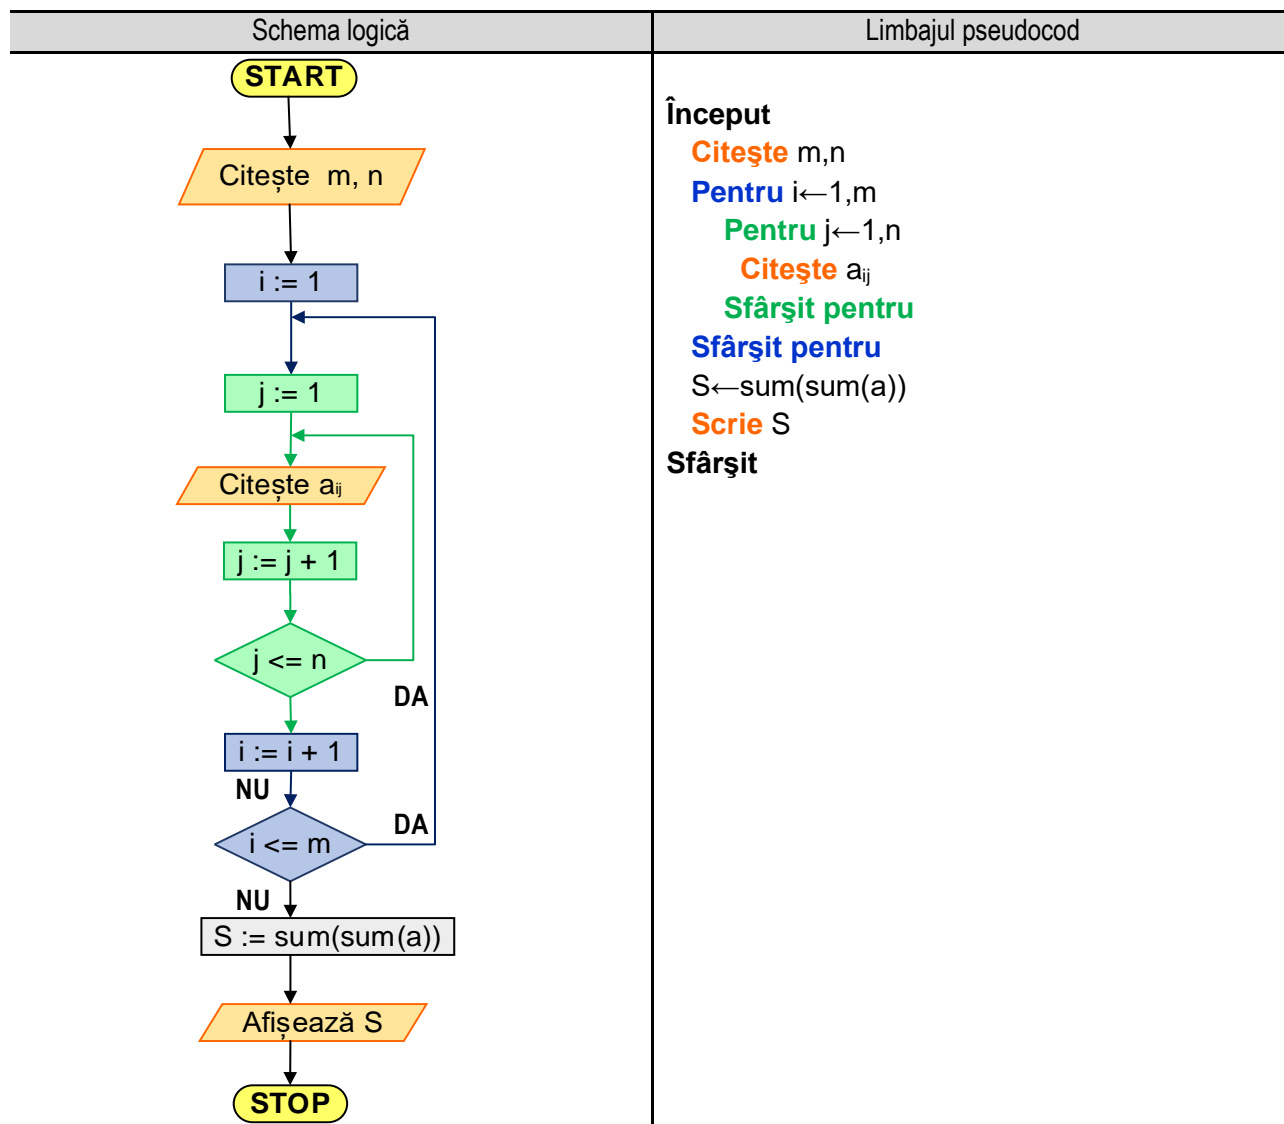 Schema logică
Limbajul pseudocod
START
Citește m, n
i := 1
j := 1
Citește aij
j := j + 1
j <= n
DA
i := i + 1
NU
i <= m
DA
NU
S := sum(sum(a))
Afișează S
STOP
Început
Citeşte m,n
Pentru i←1,m
Pentru j←1,n
Citeşte aij
Sfârşit pentru
Sfârşit pentru
S←sum(sum(a))
Scrie S
Sfârşit